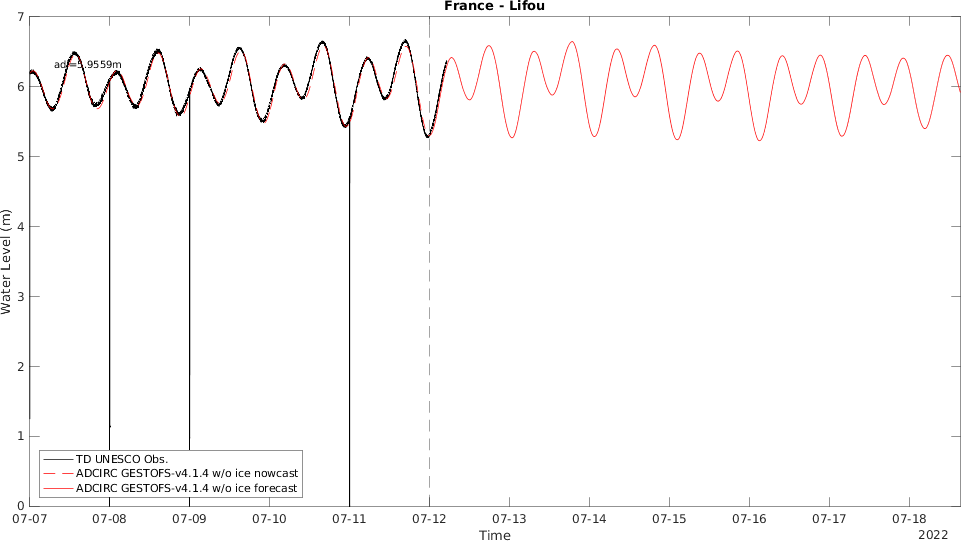 France - Lifou
7
6
5
4
3
2
1
0
Water Level (m)
adj=5.9559m
TD UNESCO Obs.
ADCIRC GESTOFS-v4.1.4 w/o ice nowcast
ADCIRC GESTOFS-v4.1.4 w/o ice forecast
07-07 07-08 07-09 07-10 07-11 07-12 07-13 07-14 07-15 07-16 07-17 07-18
Time
2022